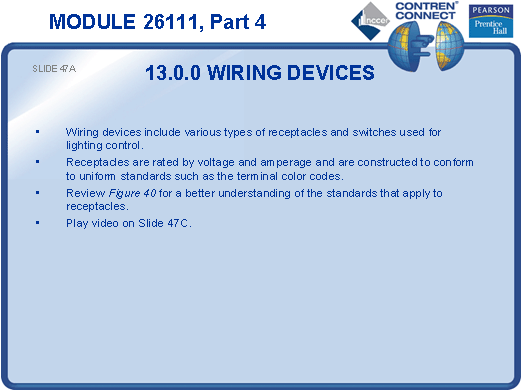 MODULE 26111, Part 4
nccer
CONTREN®
CONNECT
PEARSON
Prentice
Hall
SLIDE 47A
13.0.0 WIRING DEVICES
• Wiring devices include various types of receptacles and switches used for
lighting control.
• Receptacles are rated by voltage and amperage and are constructed to conform
to uniform standards such as the terminal color codes.
• Review Figure 40 for a better understanding of the standards that apply to
receptacles.
• Play video on Slide 47C.